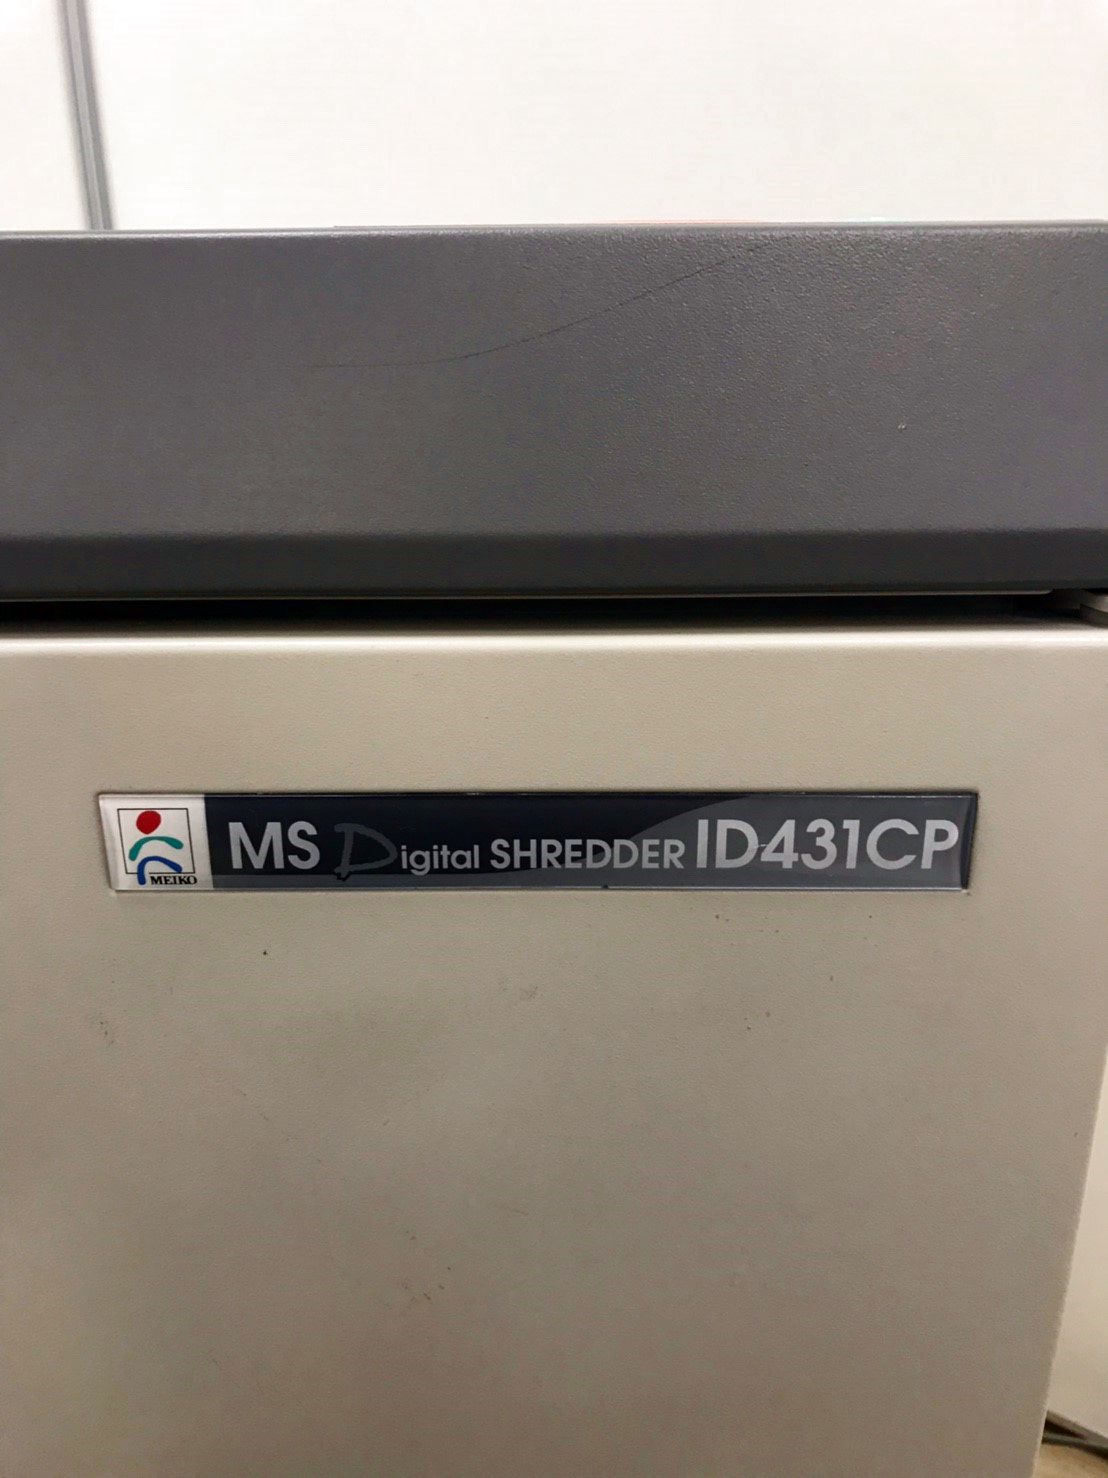 MEIKO
MS Digital SHREDDER ID431CP